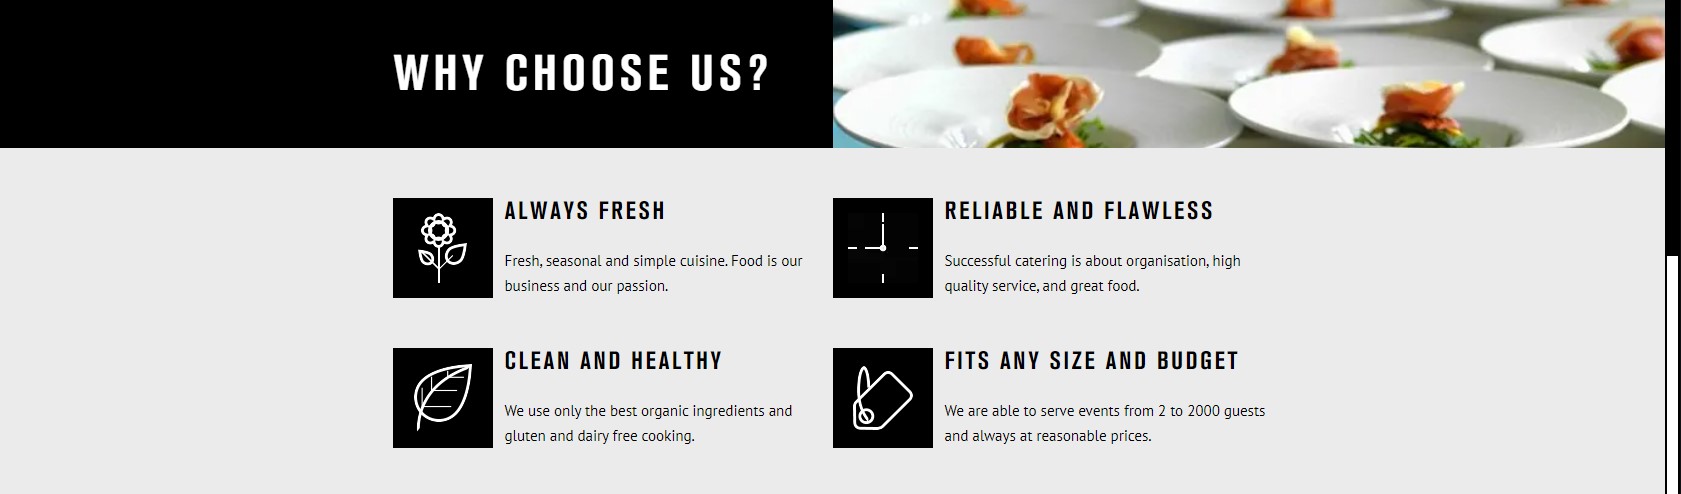 WHY CHOOSE US?
ALWAYS FRESH
Fresh, seasonal and simple cuisine. Food is our
business and our passion.
RELIABLE AND FLAWLESS
Successful catering is about organisation, high
quality service, and great food.
CLEAN AND HEALTHY
We use only the best organic ingredients and
gluten and dairy free cooking.
FITS ANY SIZE AND BUDGET
We are able to serve events from 2 to 2000 guests
and always at reasonable prices.